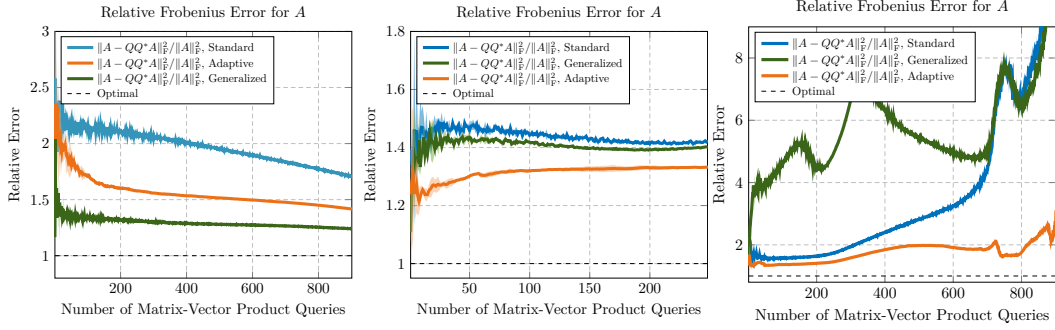 Relative Frobenius Error for A
3
2.5
2
1.5
1
Relative Error
‖A − QQ*A‖²_F/‖A‖²_F, Standard
‖A − QQ*A‖²_F/‖A‖²_F, Adaptive
‖A − QQ*A‖²_F/‖A‖²_F, Generalized
Optimal
200 400 600 800
Number of Matrix-Vector Product Queries
Relative Frobenius Error for A
1.8
1.6
1.4
1.2
1
Relative Error
‖A − QQ*A‖²_F/‖A‖²_F, Standard
‖A − QQ*A‖²_F/‖A‖²_F, Generalized
‖A − QQ*A‖²_F/‖A‖²_F, Adaptive
Optimal
50 100 150 200
Number of Matrix-Vector Product Queries
Relative Frobenius Error for A
8
6
4
2
Relative Error
‖A − QQ*A‖²_F/‖A‖²_F, Standard
‖A − QQ*A‖²_F/‖A‖²_F, Generalized
‖A − QQ*A‖²_F/‖A‖²_F, Adaptive
Optimal
200 400 600 800
Number of Matrix-Vector Product Queries